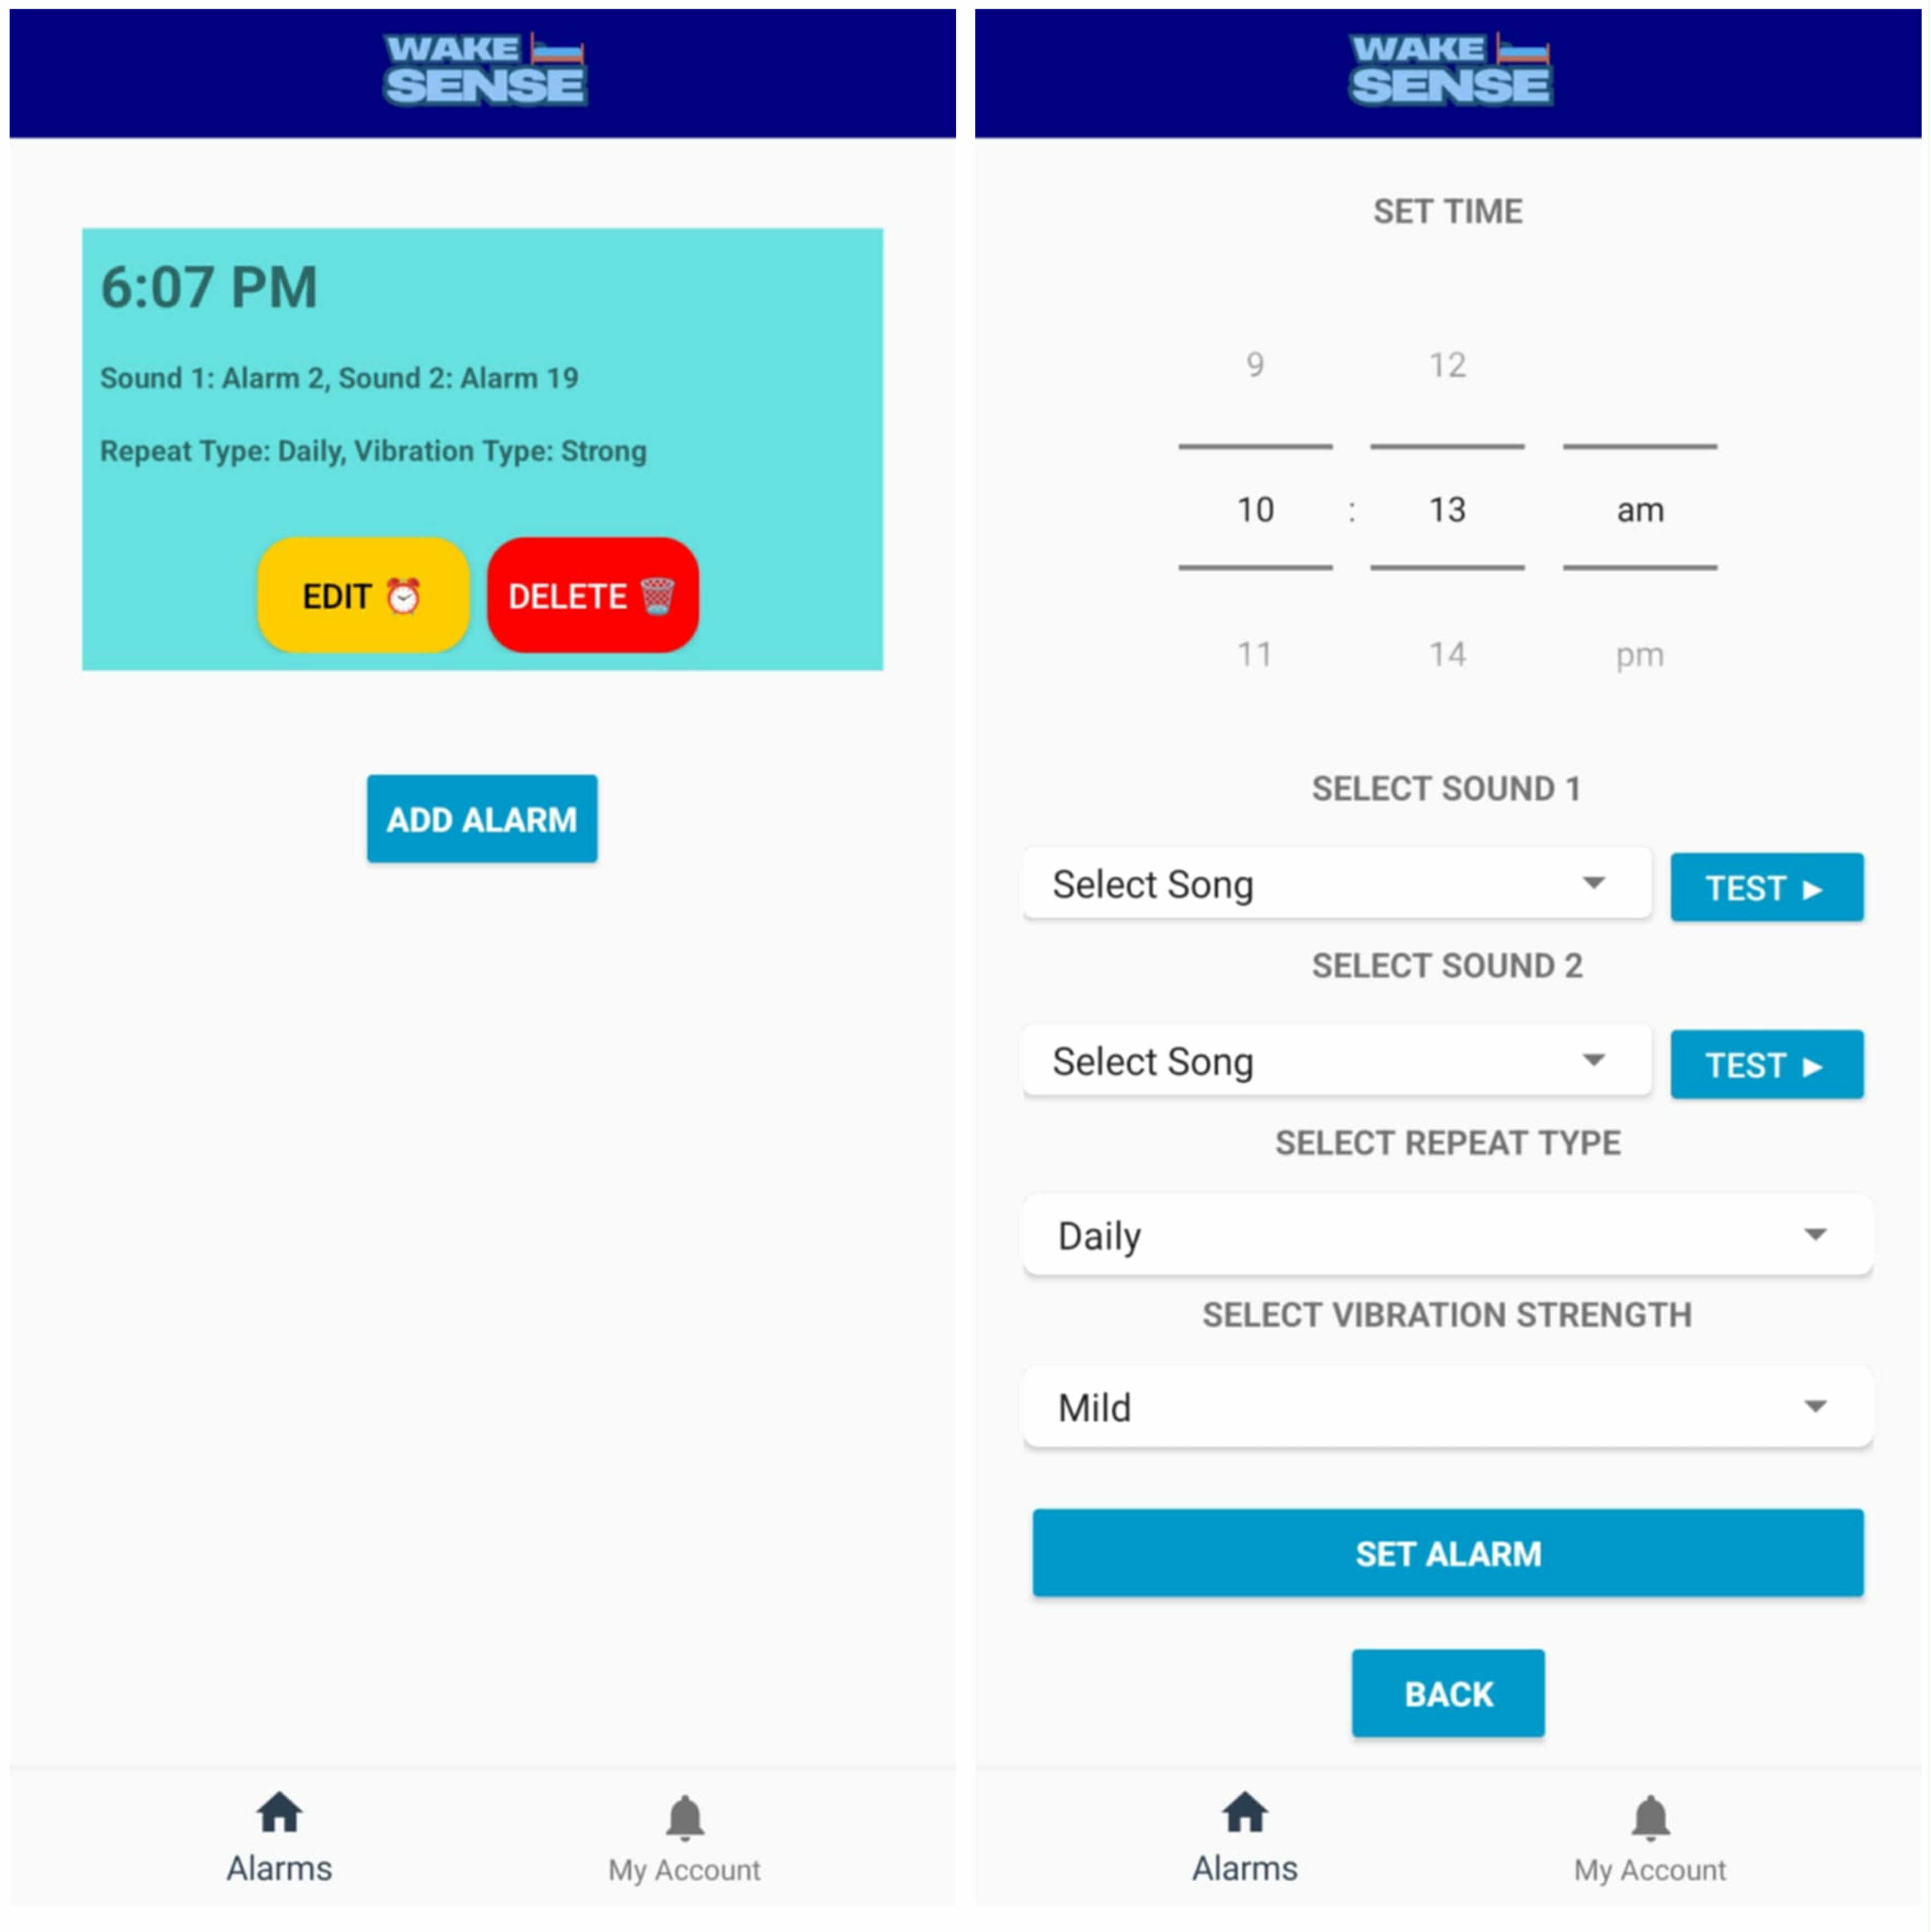 WAKE
SENSE
6:07 PM
Sound 1: Alarm 2, Sound 2: Alarm 19
Repeat Type: Daily, Vibration Type: Strong
EDIT ⏰ DELETE 🗑️
ADD ALARM
Alarms My Account
WAKE
SENSE
SET TIME
9 12
10 : 13 am
11 14 pm
SELECT SOUND 1
Select Song TEST ►
SELECT SOUND 2
Select Song TEST ►
SELECT REPEAT TYPE
Daily
SELECT VIBRATION STRENGTH
Mild
SET ALARM
BACK
Alarms My Account